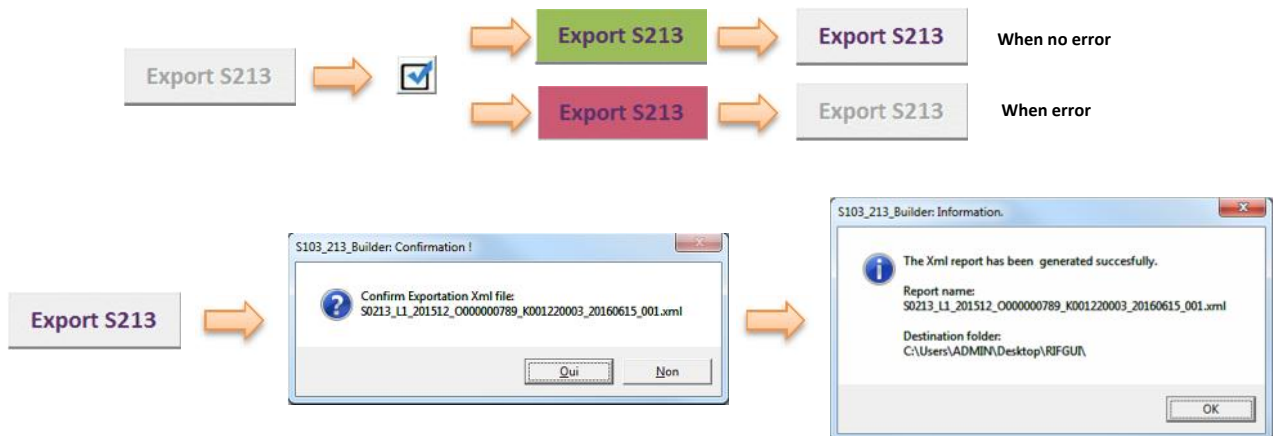 Export S213
Export S213
Export S213
When no error
Export S213
Export S213
When error
Export S213
S103_213_Builder: Confirmation !
Confirm Exportation Xml file:
S0213_L1_201512_O000000789_K001220003_20160615_001.xml
Oui
Non
S103_213_Builder: Information.
The Xml report has been generated succesfully.
Report name:
S0213_L1_201512_O000000789_K001220003_20160615_001.xml
Destination folder:
C:\Users\ADMIN\Desktop\RIFGUI\
OK